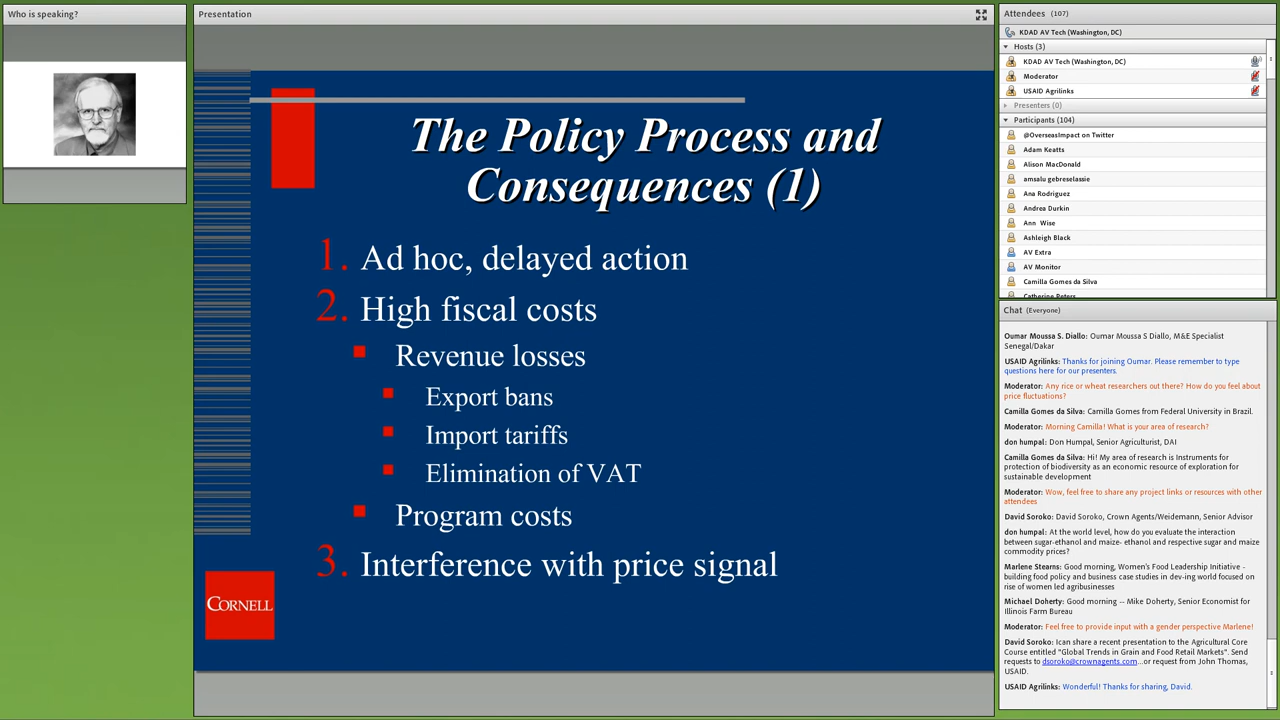 Who is speaking?
Presentation
The Policy Process and
Consequences (1)
1. Ad hoc, delayed action
2. High fiscal costs
Revenue losses
Export bans
Import tariffs
Elimination of VAT
Program costs
3. Interference with price signal
CORNELL
Attendees (107)
KDAD AV Tech (Washington, DC)
Hosts (3)
KDAD AV Tech (Washington, DC)
Moderator
USAID Agrilinks
Presenters (0)
Participants (104)
@OverseasImpact on Twitter
Adam Keatts
Alison MacDonald
amsalu gebreselassie
Ana Rodriguez
Andrea Durkin
Ann Wise
Ashleigh Black
AV Extra
AV Monitor
Camilla Gomes da Silva
Catherine Peters
Chat (Everyone)
Oumar Moussa S. Diallo: Oumar Moussa S Diallo, M&E Specialist
Senegal/Dakar
USAID Agrilinks: Thanks for joining Oumar. Please remember to type
questions here for our presenters.
Moderator: Any rice or wheat researchers out there? How do you feel about
price fluctuations?
Camilla Gomes da Silva: Camilla Gomes from Federal University in Brazil.
Moderator: Morning Camilla! What is your area of research?
don humpal: Don Humpal, Senior Agriculturist, DAI
Camilla Gomes da Silva: Hi! My area of research is Instruments for
protection of biodiversity as an economic resource of exploration for
sustainable development
Moderator: Wow, feel free to share any project links or resources with other
attendees
David Soroko: David Soroko, Crown Agents/Weidemann, Senior Advisor
don humpal: At the world level, how do you evaluate the interaction
between sugar-ethanol and maize- ethanol and respective sugar and maize
commodity prices?
Marlene Stearns: Good morning, Women's Food Leadership Initiative -
building food policy and business case studies in dev-ing world focused on
rise of women led agribusinesses
Michael Doherty: Good morning -- Mike Doherty, Senior Economist for
Illinois Farm Bureau
Moderator: Feel free to provide input with a gender perspective Marlene!
David Soroko: Ican share a recent presentation to the Agricultural Core
Course entitled "Global Trends in Grain and Food Retail Markets". Send
requests to dsoroko@crownagents.com...or request from John Thomas,
USAID.
USAID Agrilinks: Wonderful! Thanks for sharing, David.